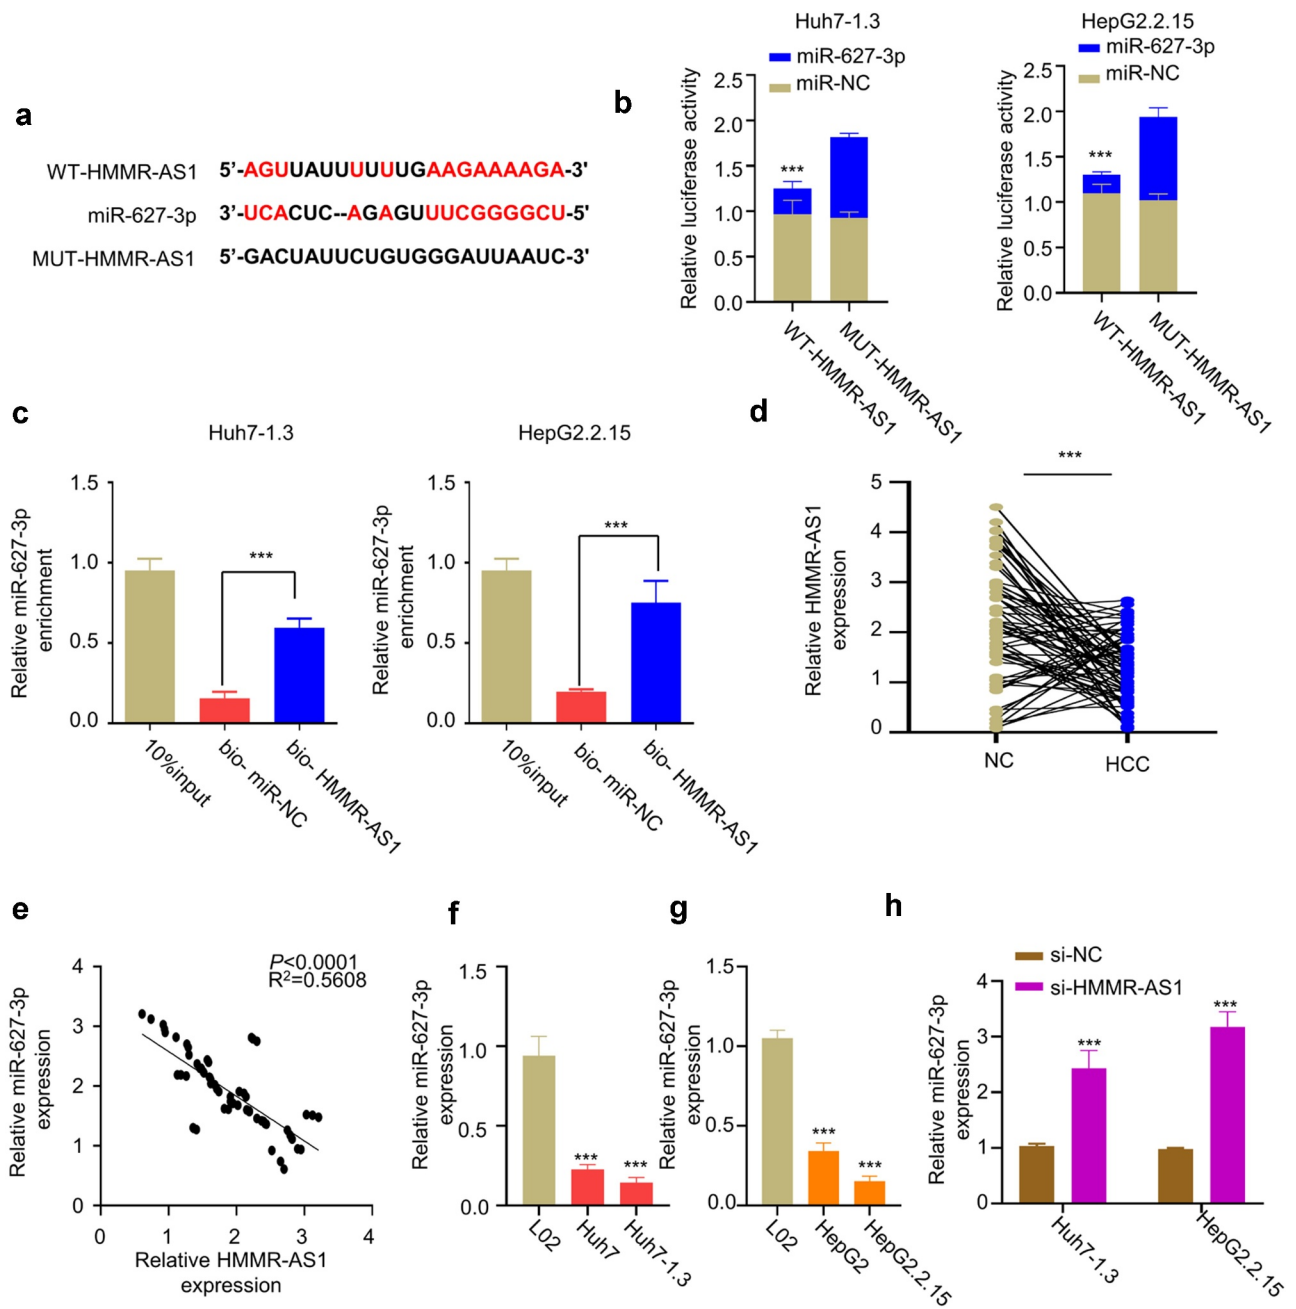 a
WT-HMMR-AS1 5'-AGUUAUUUUUUGAAGAAAAGA-3'
miR-627-3p 3'-UCACUC--AGAGUUUCGGGGCU-5'
MUT-HMMR-AS1 5'-GACUAUUCUGUGGGAUUAAUC-3'
b
Huh7-1.3
miR-627-3p
miR-NC
Relative luciferase activity
2.5
2.0
1.5
1.0
0.5
0.0
***
WT-HMMR-AS1
MUT-HMMR-AS1
HepG2.2.15
miR-627-3p
miR-NC
Relative luciferase activity
2.5
2.0
1.5
1.0
0.5
0.0
***
WT-HMMR-AS1
MUT-HMMR-AS1
c
Huh7-1.3
Relative miR-627-3p
enrichment
1.5
1.0
0.5
0.0
***
10%input
bio- miR-NC
bio- HMMR-AS1
HepG2.2.15
Relative miR-627-3p
enrichment
1.5
1.0
0.5
0.0
***
10%input
bio- miR-NC
bio- HMMR-AS1
d
Relative HMMR-AS1
expression
5
4
3
2
1
0
***
NC
HCC
e
Relative miR-627-3p
expression
4
3
2
1
0
P<0.0001
R²=0.5608
0 1 2 3 4
Relative HMMR-AS1
expression
f
Relative miR-627-3p
expression
1.5
1.0
0.5
0.0
***
***
L02
Huh7
Huh7-1.3
g
Relative miR-627-3p
expression
1.5
1.0
0.5
0.0
***
***
L02
HepG2
HepG2.2.15
h
si-NC
si-HMMR-AS1
Relative miR-627-3p
expression
4
3
2
1
0
***
***
Huh7-1.3
HepG2.2.15